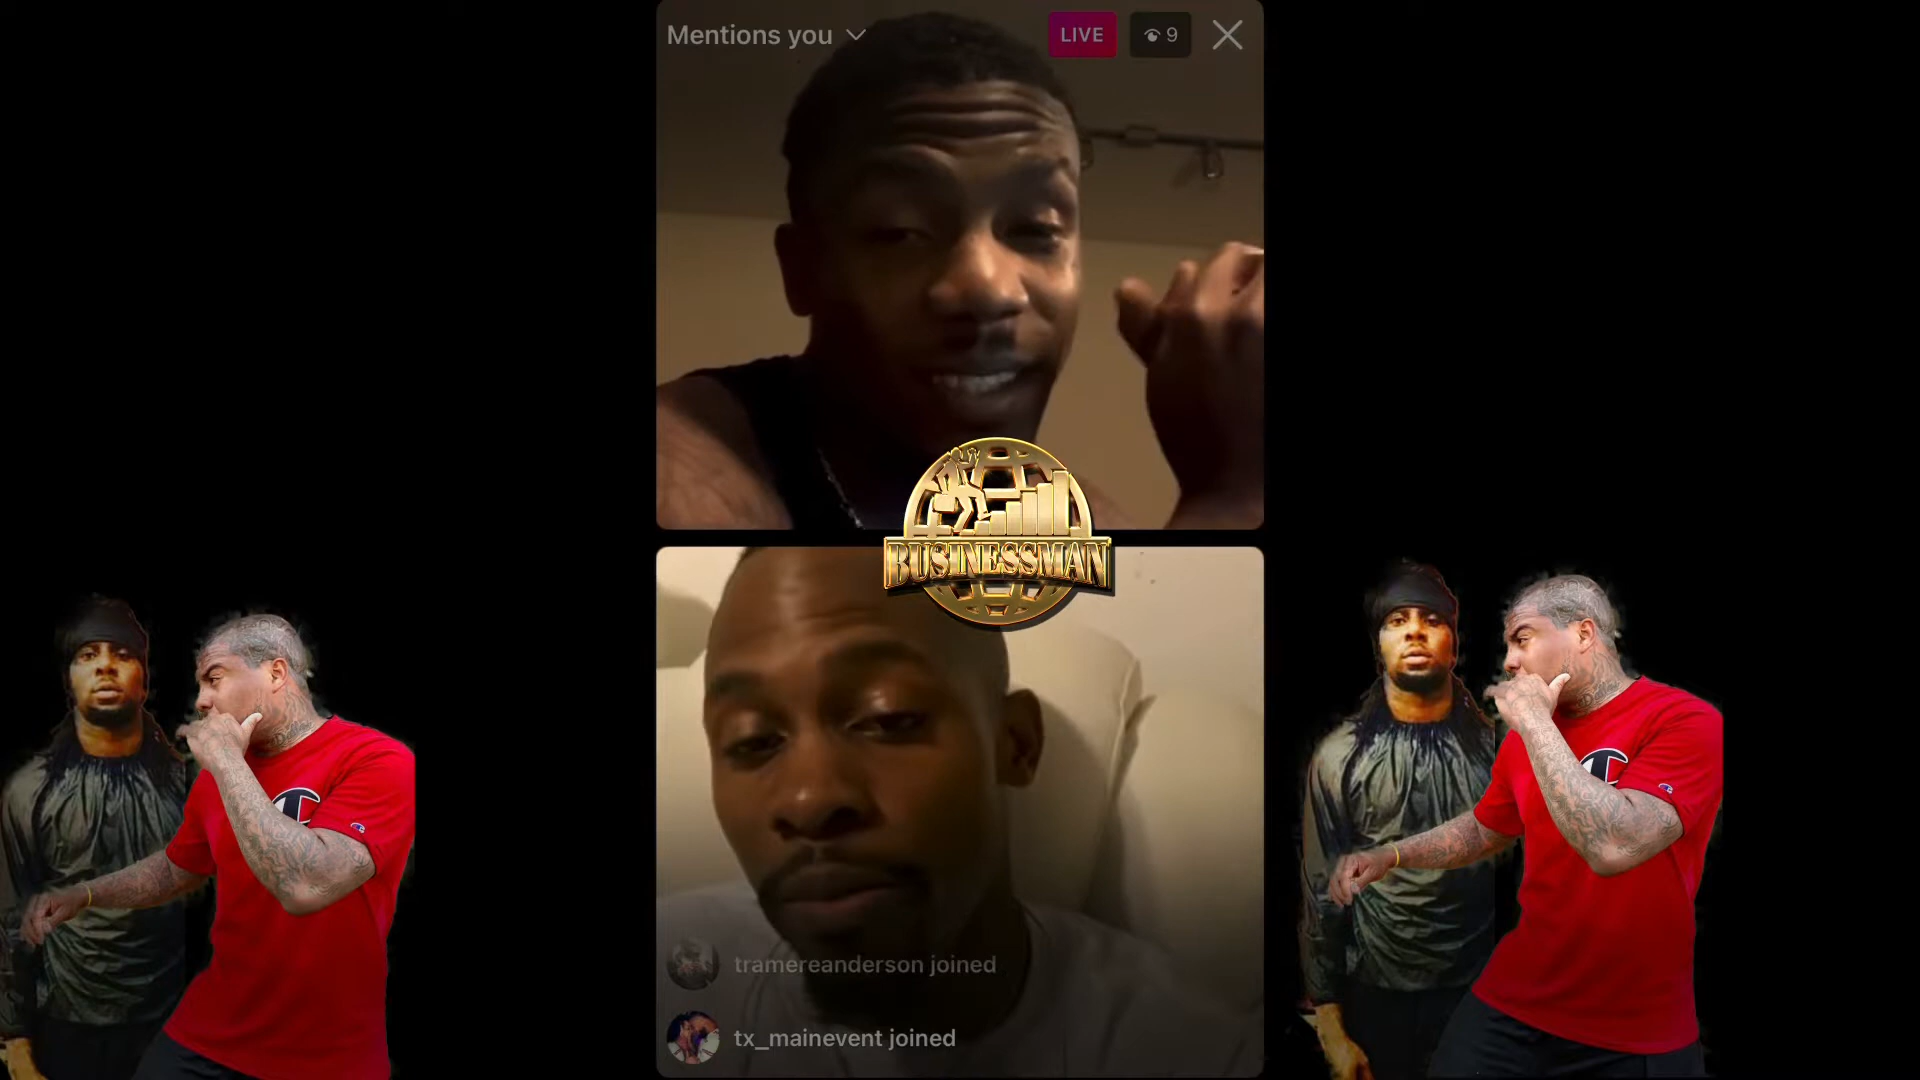 Mentions you
LIVE
9
BUSINESSMAN
tramereanderson joined
tx_mainevent joined